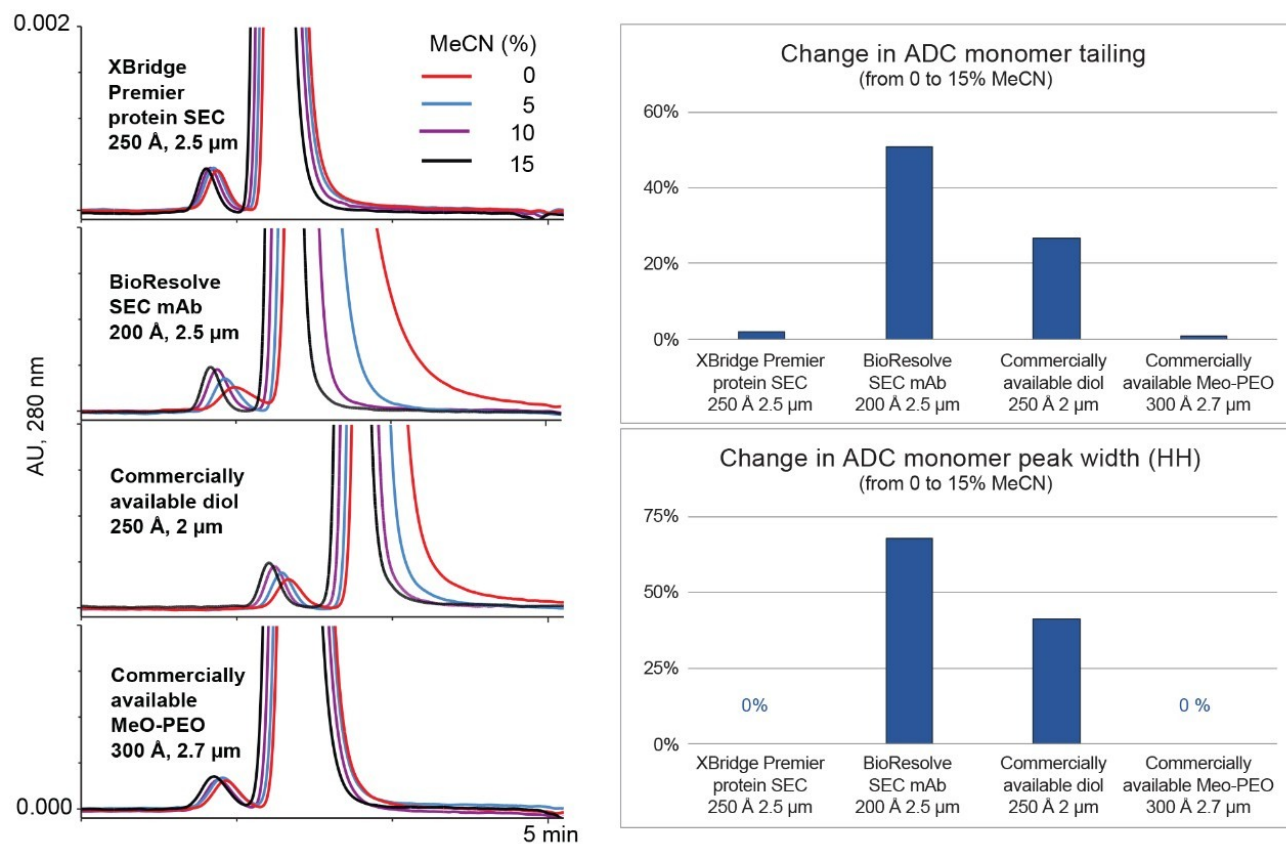 0.002
XBridge
Premier
protein SEC
250 Å, 2.5 µm
MeCN (%)
0
5
10
15
BioResolve
SEC mAb
200 Å, 2.5 µm
AU, 280 nm
Commercially
available diol
250 Å, 2 µm
Commercially
available
MeO-PEO
300 Å, 2.7 µm
0.000
5 min
Change in ADC monomer tailing
(from 0 to 15% MeCN)
60%
40%
20%
0%
XBridge Premier
protein SEC
250 Å 2.5 µm
BioResolve
SEC mAb
200 Å 2.5 µm
Commercially
available diol
250 Å 2 µm
Commercially
available Meo-PEO
300 Å 2.7 µm
Change in ADC monomer peak width (HH)
(from 0 to 15% MeCN)
75%
50%
25%
0%
0%
0 %
XBridge Premier
protein SEC
250 Å 2.5 µm
BioResolve
SEC mAb
200 Å 2.5 µm
Commercially
available diol
250 Å 2 µm
Commercially
available Meo-PEO
300 Å 2.7 µm